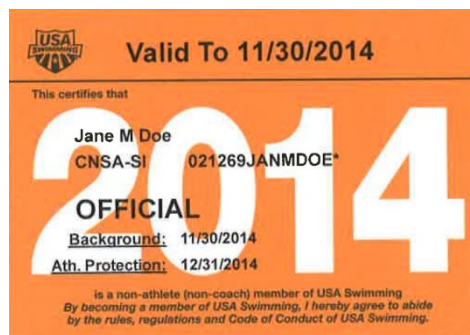 USA
SWIMMING
Valid To 11/30/2014
This certifies that
2014
Jane M Doe
CNSA-SI 021269JANMDOE*
OFFICIAL
Background: 11/30/2014
Ath. Protection: 12/31/2014
is a non-athlete (non-coach) member of USA Swimming
By becoming a member of USA Swimming, I hereby agree to abide
by the rules, regulations and Code of Conduct of USA Swimming.